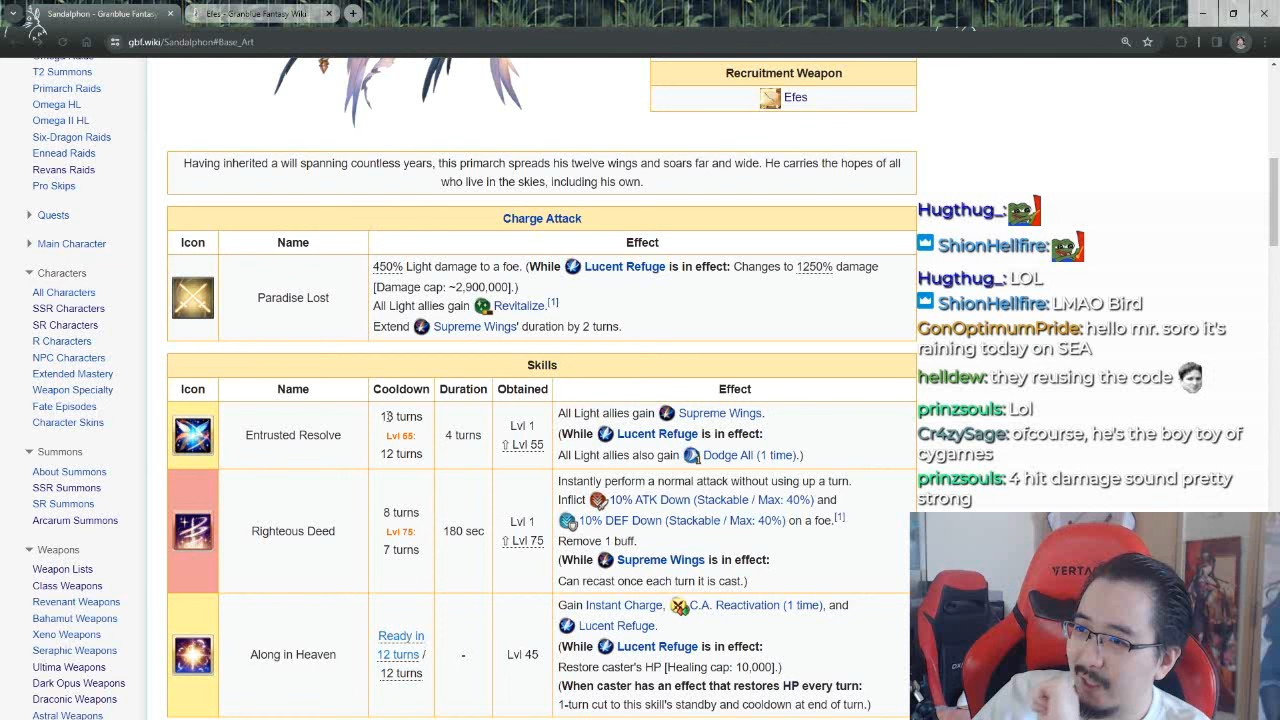 Sandalphon - Granblue Fantasy
Efes - Granblue Fantasy Wiki
gbf.wiki/Sandalphon#Base_Art
Omega Raids
T2 Summons
Primarch Raids
Omega HL
Omega II HL
Six-Dragon Raids
Ennead Raids
Revans Raids
Pro Skips
Quests
Main Character
Characters
All Characters
SSR Characters
SR Characters
R Characters
NPC Characters
Extended Mastery
Weapon Specialty
Fate Episodes
Character Skins
Summons
About Summons
SSR Summons
SR Summons
Arcarum Summons
Weapons
Weapon Lists
Class Weapons
Revenant Weapons
Bahamut Weapons
Xeno Weapons
Seraphic Weapons
Ultima Weapons
Dark Opus Weapons
Draconic Weapons
Astral Weapons
Recruitment Weapon
Efes
Having inherited a will spanning countless years, this primarch spreads his twelve wings and soars far and wide. He carries the hopes of all
who live in the skies, including his own.
Charge Attack
Icon Name Effect
Paradise Lost
450% Light damage to a foe. (While Lucent Refuge is in effect: Changes to 1250% damage
[Damage cap: ~2,900,000].)
All Light allies gain Revitalize.[1]
Extend Supreme Wings' duration by 2 turns.
Skills
Icon Name Cooldown Duration Obtained Effect
Entrusted Resolve
13 turns
Lvl 55:
12 turns
4 turns
Lvl 1
⇧ Lvl 55
All Light allies gain Supreme Wings.
(While Lucent Refuge is in effect:
All Light allies also gain Dodge All (1 time).)
Righteous Deed
8 turns
Lvl 75:
7 turns
180 sec
Lvl 1
⇧ Lvl 75
Instantly perform a normal attack without using up a turn.
Inflict 10% ATK Down (Stackable / Max: 40%) and
10% DEF Down (Stackable / Max: 40%) on a foe.[1]
Remove 1 buff.
(While Supreme Wings is in effect:
Can recast once each turn it is cast.)
Along in Heaven
Ready in
12 turns /
12 turns
-
Lvl 45
Gain Instant Charge, C.A. Reactivation (1 time), and
Lucent Refuge.
(While Lucent Refuge is in effect:
Restore caster's HP [Healing cap: 10,000].)
(When caster has an effect that restores HP every turn:
1-turn cut to this skill's standby and cooldown at end of turn.)
Hugthug_:
ShionHellfire:
Hugthug_: LOL
ShionHellfire: LMAO Bird
GonOptimumPride: hello mr. soro it's
raining today on SEA
helldew: they reusing the code
prinzsouls: Lol
Cr4zySage: ofcourse, he's the boy toy of
cygames
prinzsouls: 4 hit damage sound pretty
strong